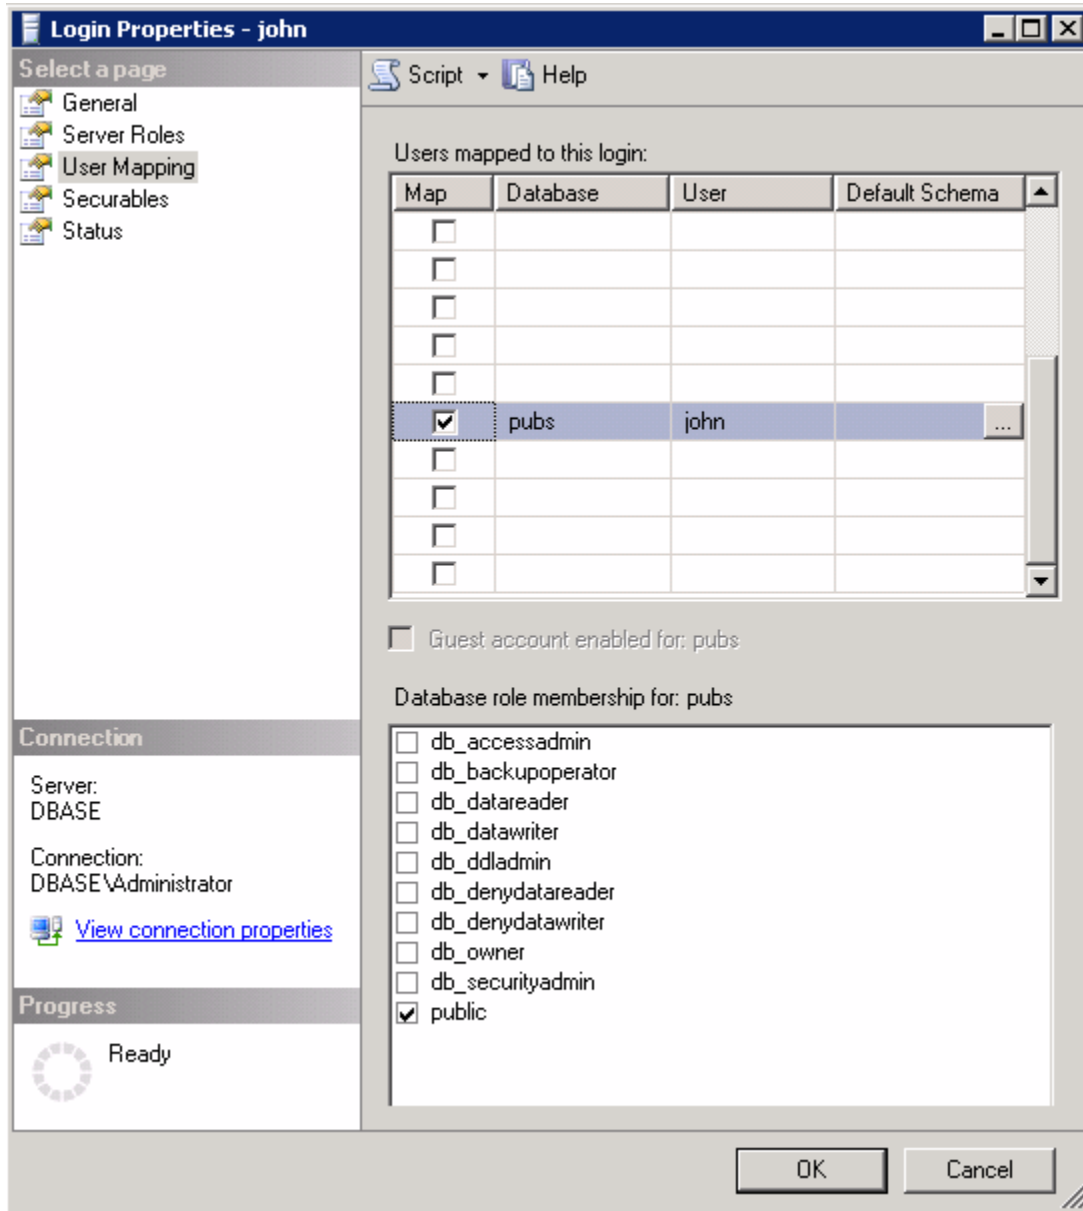 Login Properties - john
Select a page
General
Server Roles
User Mapping
Securables
Status
Script
Help
Users mapped to this login:
Map Database User Default Schema
pubs john ...
Guest account enabled for: pubs
Database role membership for: pubs
db_accessadmin
db_backupoperator
db_datareader
db_datawriter
db_ddladmin
db_denydatareader
db_denydatawriter
db_owner
db_securityadmin
public
Connection
Server:
DBASE
Connection:
DBASE\Administrator
View connection properties
Progress
Ready
OK Cancel